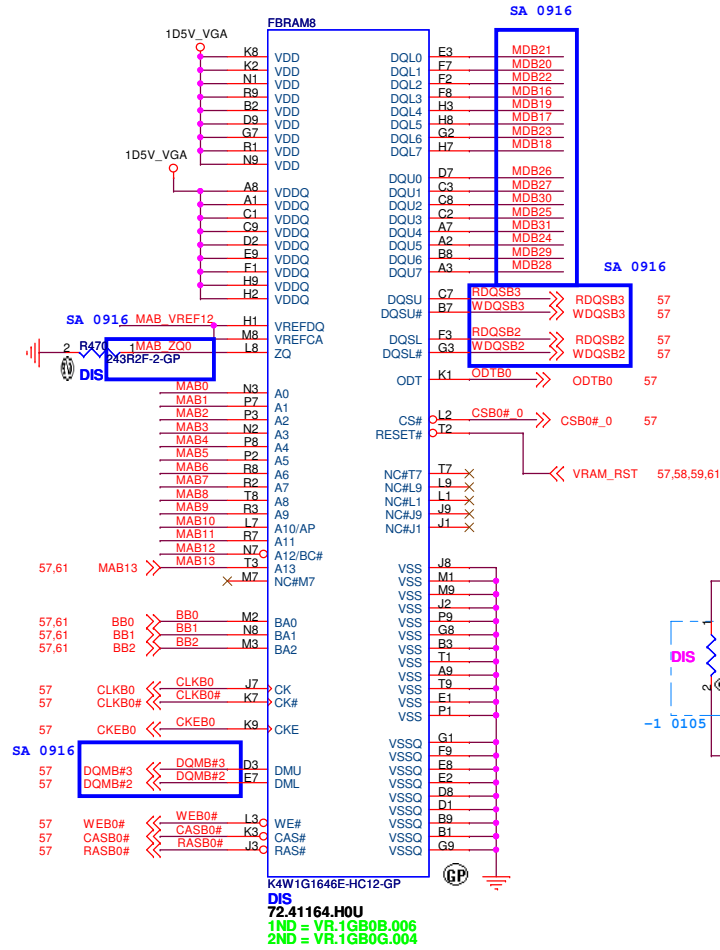 SA 0916
FBRAM8
1D5V_VGA
K8 VDD DQL0 E3 MDB21
K2 VDD DQL1 F7 MDB20
N1 VDD DQL2 F2 MDB22
R9 VDD DQL3 F8 MDB16
B2 VDD DQL4 H3 MDB19
D9 VDD DQL5 H8 MDB17
G7 VDD DQL6 G2 MDB23
R1 VDD DQL7 H7 MDB18
N9 VDD
1D5V_VGA
DQU0 D7 MDB26
A8 VDDQ DQU1 C3 MDB27
A1 VDDQ DQU2 C8 MDB30
C1 VDDQ DQU3 C2 MDB25
C9 VDDQ DQU4 A7 MDB31
D2 VDDQ DQU5 A2 MDB24
E9 VDDQ DQU6 B8 MDB29
F1 VDDQ DQU7 A3 MDB28
H9 VDDQ
H2 VDDQ
SA 0916
DQSU C7 RDQSB3 RDQSB3 57
DQSU# B7 WDQSB3 WDQSB3 57
SA 0916
MAB_VREF12 H1 VREFDQ
M8 VREFCA DQSL F3 RDQSB2 RDQSB2 57
2 R470 1 MAB_ZQ0 L8 ZQ DQSL# G3 WDQSB2 WDQSB2 57
243R2F-2-GP
DIS
ODT K1 ODTB0 ODTB0 57
MAB0 N3 A0
MAB1 P7 A1
MAB2 P3 A2 CS# L2 CSB0#_0 CSB0#_0 57
MAB3 N2 A3 RESET# T2
MAB4 P8 A4
MAB5 P2 A5
MAB6 R8 A6 NC#T7 T7 VRAM_RST 57,58,59,61
MAB7 R2 A7 NC#L9 L9
MAB8 T8 A8 NC#L1 L1
MAB9 R3 A9 NC#J9 J9
MAB10 L7 A10/AP NC#J1 J1
MAB11 R7 A11
MAB12 N7 A12/BC#
57,61 MAB13 MAB13 T3 A13 VSS J8
M7 NC#M7 VSS M1
VSS M9
VSS J2
57,61 BB0 BB0 M2 BA0 VSS P9
57,61 BB1 BB1 N8 BA1 VSS G8
57,61 BB2 BB2 M3 BA2 VSS B3
VSS T1
VSS A9
57 CLKB0 CLKB0 J7 CK VSS T9
57 CLKB0# CLKB0# K7 CK# VSS E1
VSS P1
57 CKEB0 CKEB0 K9 CKE
1
DIS
2
-1 0105
VSSQ G1
VSSQ F9
SA 0916
57 DQMB#3 DQMB#3 D3 DMU VSSQ E8
57 DQMB#2 DQMB#2 E7 DML VSSQ E2
VSSQ D8
VSSQ D1
57 WEB0# WEB0# L3 WE# VSSQ B9
57 CASB0# CASB0# K3 CAS# VSSQ B1
57 RASB0# RASB0# J3 RAS# VSSQ G9
GP
K4W1G1646E-HC12-GP
DIS
72.41164.H0U
1ND = VR.1GB0B.006
2ND = VR.1GB0G.004